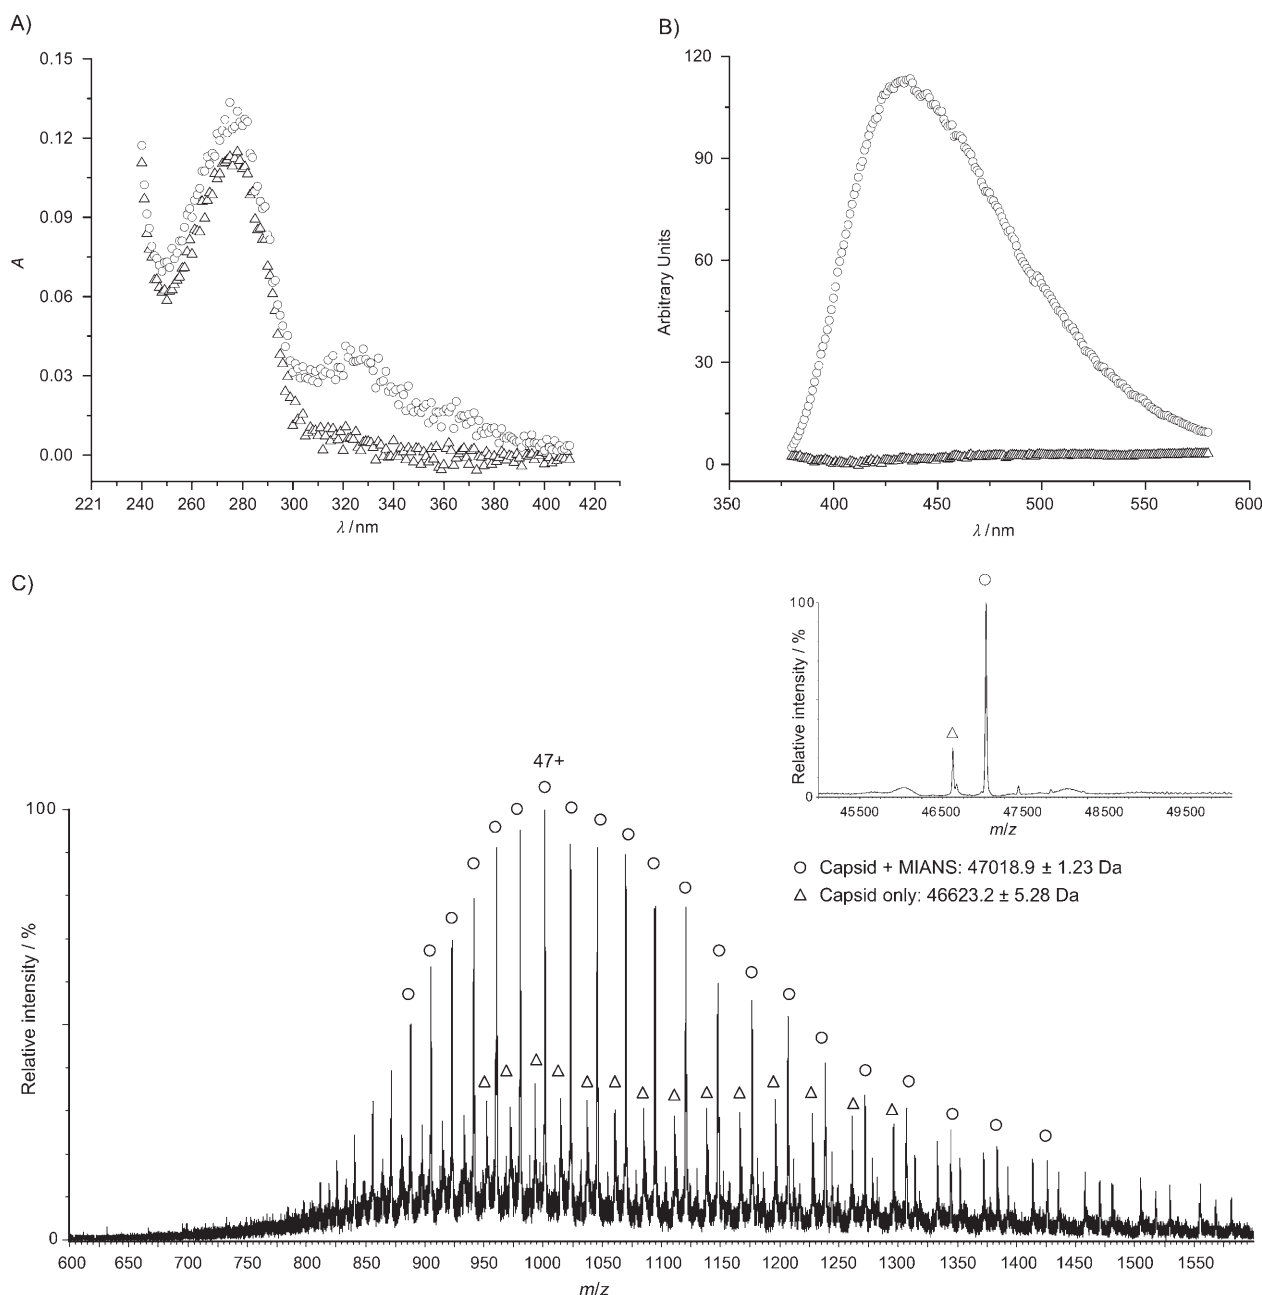 A)
0.15
0.12
0.09
0.06
0.03
0.00
A
221 240 260 280 300 320 340 360 380 400 420
λ/nm
B)
120
90
60
30
0
Arbitrary Units
350 400 450 500 550 600
λ/nm
C)
100
0
Relative intensity / %
47+
600 650 700 750 800 850 900 950 1000 1050 1100 1150 1200 1250 1300 1350 1400 1450 1500 1550
m/z
100
0
Relative intensity / %
45500 46500 47500 48500 49500
m/z
○ Capsid + MIANS: 47018.9 ± 1.23 Da
△ Capsid only: 46623.2 ± 5.28 Da